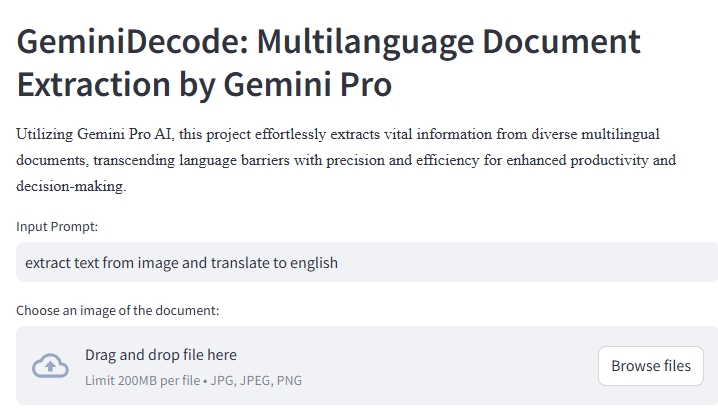 GeminiDecode: Multilanguage Document
Extraction by Gemini Pro
Utilizing Gemini Pro AI, this project effortlessly extracts vital information from diverse multilingual
documents, transcending language barriers with precision and efficiency for enhanced productivity and
decision-making.
Input Prompt:
extract text from image and translate to english
Choose an image of the document:
Drag and drop file here
Limit 200MB per file • JPG, JPEG, PNG
Browse files